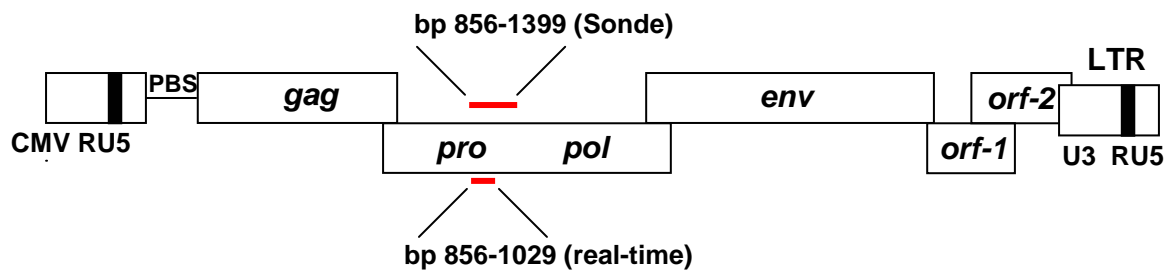 bp 856-1399 (Sonde)
LTR
PBS
gag
env
orf-2
CMV RU5
pro
pol
orf-1
U3 RU5
bp 856-1029 (real-time)